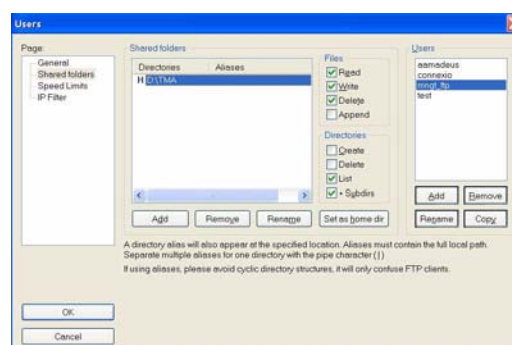 Users
Page:
General
Shared folders
Speed Limits
IP Filter
Shared folders
Directories Aliases
H D:\TMA
Files
Read
Write
Delete
Append
Directories
Create
Delete
List
+ Subdirs
Add Remove Rename Set as home dir
Users
aamadeus
connexio
mngt_ftp
test
Add Remove
Rename Copy
A directory alias will also appear at the specified location. Aliases must contain the full local path.
Separate multiple aliases for one directory with the pipe character ( | )
If using aliases, please avoid cyclic directory structures, it will only confuse FTP clients.
OK
Cancel